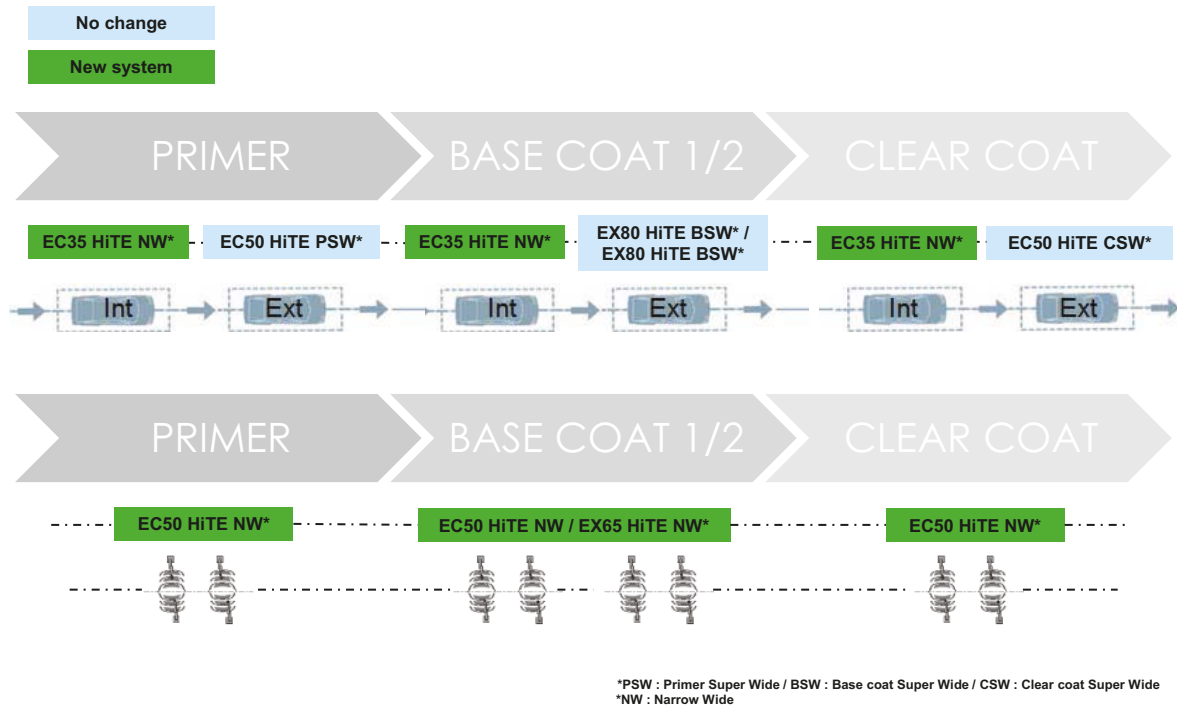 No change
New system
PRIMER
BASE COAT 1/2
CLEAR COAT
EC35 HiTE NW*
EC50 HiTE PSW*
EC35 HiTE NW*
EX80 HiTE BSW* /
EX80 HiTE BSW*
EC35 HiTE NW*
EC50 HiTE CSW*
Int
Ext
Int
Ext
Int
Ext
PRIMER
BASE COAT 1/2
CLEAR COAT
EC50 HiTE NW*
EC50 HiTE NW / EX65 HiTE NW*
EC50 HiTE NW*
*PSW : Primer Super Wide / BSW : Base coat Super Wide / CSW : Clear coat Super Wide
*NW : Narrow Wide